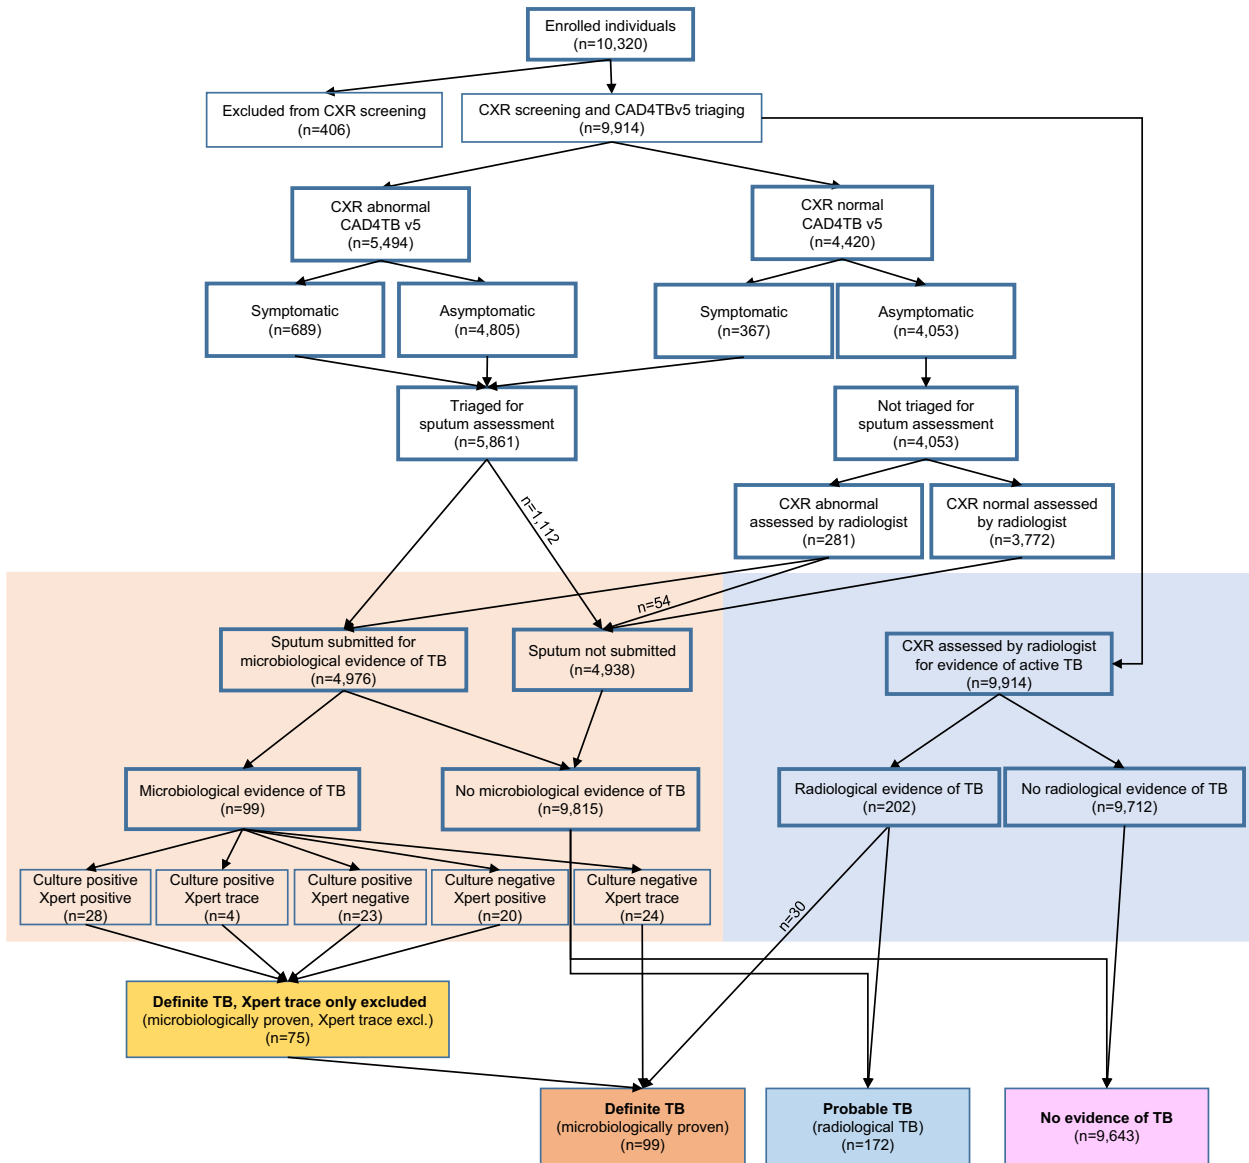 Enrolled individuals
(n=10,320)
Excluded from CXR screening
(n=406)
CXR screening and CAD4TBv5 triaging
(n=9,914)
CXR abnormal
CAD4TB v5
(n=5,494)
CXR normal
CAD4TB v5
(n=4,420)
Symptomatic
(n=689)
Asymptomatic
(n=4,805)
Symptomatic
(n=367)
Asymptomatic
(n=4,053)
Triaged for
sputum assessment
(n=5,861)
Not triaged for
sputum assessment
(n=4,053)
n=1,112
CXR abnormal
assessed by radiologist
(n=281)
CXR normal assessed
by radiologist
(n=3,772)
n=54
Sputum submitted for
microbiological evidence of TB
(n=4,976)
Sputum not submitted
(n=4,938)
CXR assessed by radiologist
for evidence of active TB
(n=9,914)
Microbiological evidence of TB
(n=99)
No microbiological evidence of TB
(n=9,815)
Radiological evidence of TB
(n=202)
No radiological evidence of TB
(n=9,712)
Culture positive
Xpert positive
(n=28)
Culture positive
Xpert trace
(n=4)
Culture positive
Xpert negative
(n=23)
Culture negative
Xpert positive
(n=20)
Culture negative
Xpert trace
(n=24)
n=30
Definite TB, Xpert trace only excluded
(microbiologically proven, Xpert trace excl.)
(n=75)
Definite TB
(microbiologically proven)
(n=99)
Probable TB
(radiological TB)
(n=172)
No evidence of TB
(n=9,643)